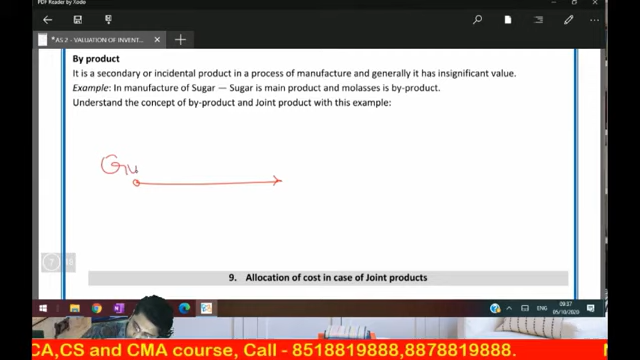 PDF Reader by Xodo
*AS 2 - VALUATION OF INVENT
By product
It is a secondary or incidental product in a process of manufacture and generally it has insignificant value.
Example: In manufacture of Sugar — Sugar is main product and molasses is by-product.
Understand the concept of by-product and Joint product with this example:
9. Allocation of cost in case of Joint products
ENG
09:37
05/10/2020
CA,CS and CMA course, Call - 8518819888,8878819888.